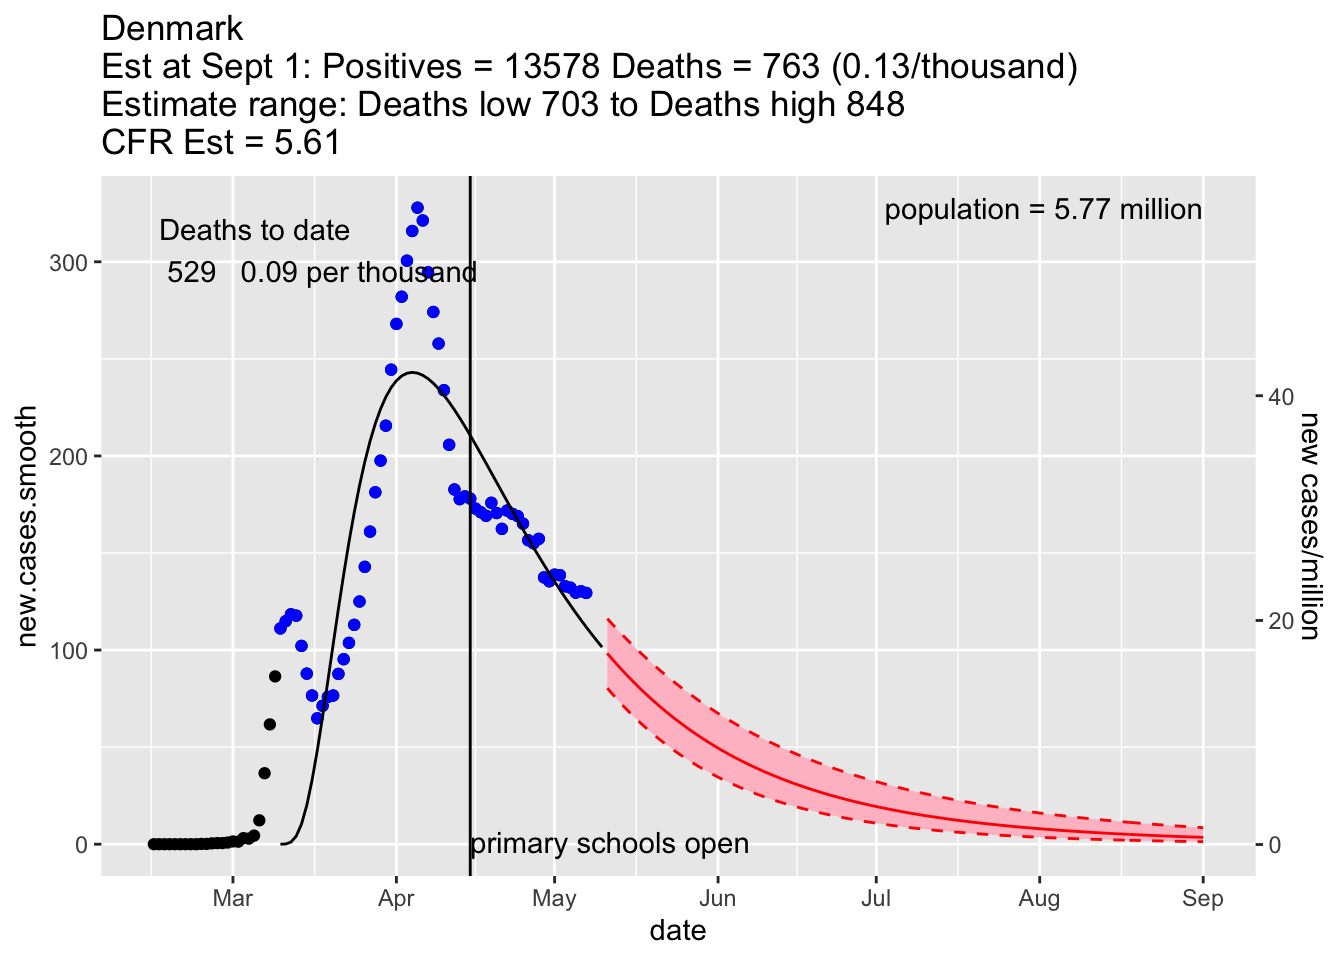 Denmark
Est at Sept 1: Positives = 13578 Deaths = 763 (0.13/thousand)
Estimate range: Deaths low 703 to Deaths high 848
CFR Est = 5.61
population = 5.77 million
Deaths to date
529 0.09 per thousand
300
200
100
0
new.cases.smooth
40
20
0
new cases/million
primary schools open
Mar Apr May Jun Jul Aug Sep
date